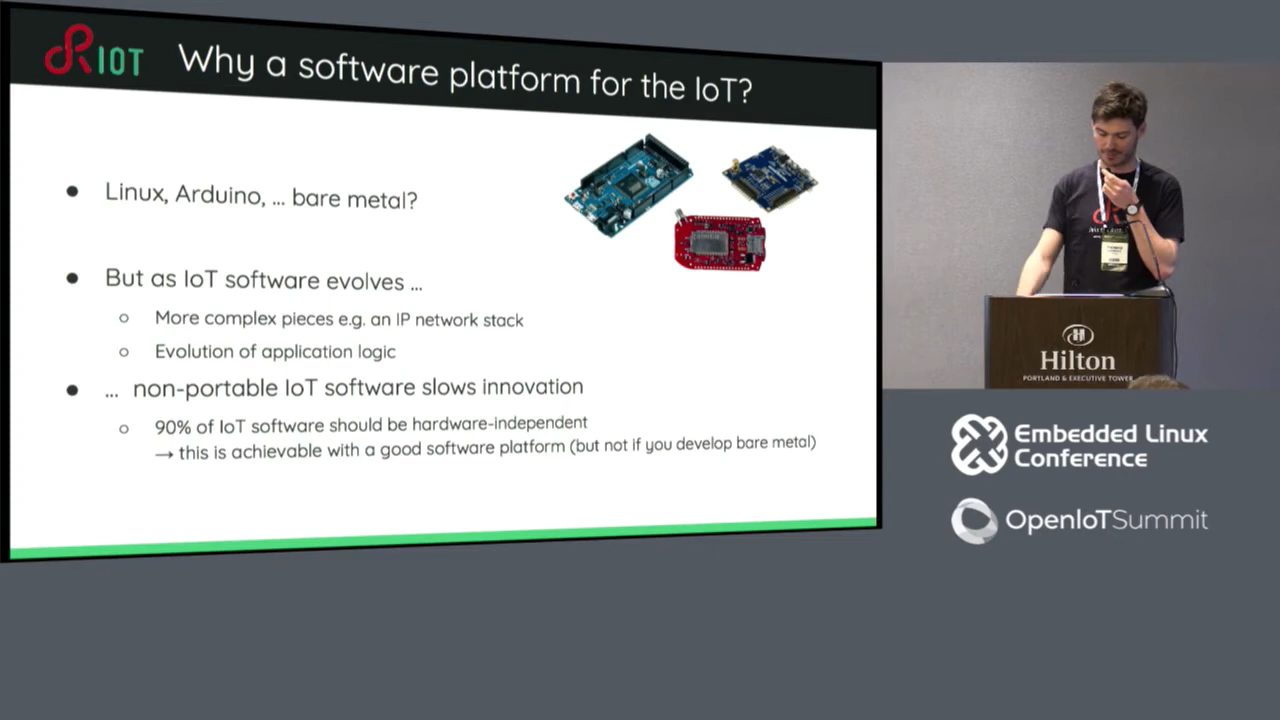 RIOT
Why a software platform for the IoT?
Linux, Arduino, ... bare metal?
But as IoT software evolves ...
More complex pieces e.g. an IP network stack
Evolution of application logic
... non-portable IoT software slows innovation
90% of IoT software should be hardware-independent
→ this is achievable with a good software platform (but not if you develop bare metal)
Hilton
PORTLAND & EXECUTIVE TOWER
Embedded Linux
Conference
OpenIoTSummit